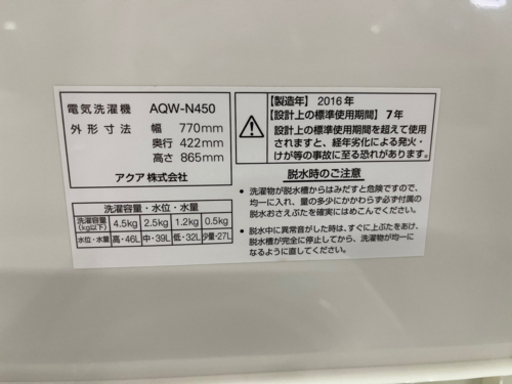 電気洗濯機 AQW-N450
外形寸法 幅 770mm
奥行 422mm
高さ 865mm
アクア株式会社
洗濯容量・水位・水量
洗濯容量(kg以下) 4.5kg 2.5kg 1.2kg 0.5kg
水位・水量 高・46L 中・39L 低・32L 少量・27L
【製造年】2016年
【設計上の標準使用期間】7年
設計上の標準使用期間を超えて使用
されますと、経年劣化による発火・
けが等の事故に至る恐れがあります。
脱水時のご注意
• 洗濯物が脱水槽からはみだすと危険ですので、
均一に入れ、量の多少にかかわらず必ず付属の
脱水おさえぶたを確実にはめこんでください。
• 脱水中に異常音がした時は、すぐに上ぶたをあけ、
脱水槽が完全に停止してから、洗濯物が均一に
なるように直してください。